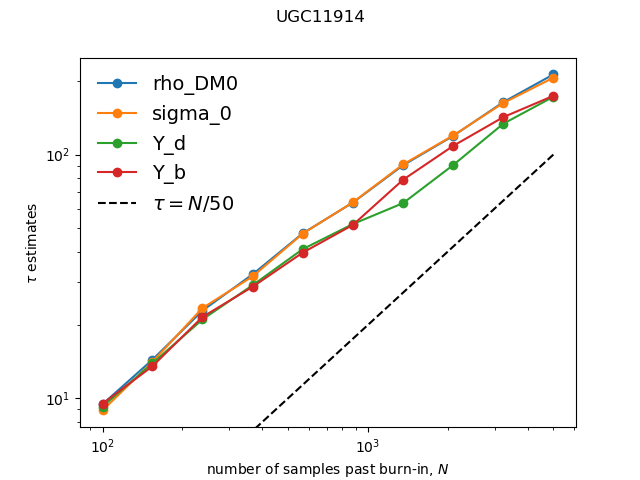 UGC11914
rho_DM0
sigma_0
Y_d
Y_b
τ = N/50
10²
10¹
τ estimates
10² 10³
number of samples past burn-in, N